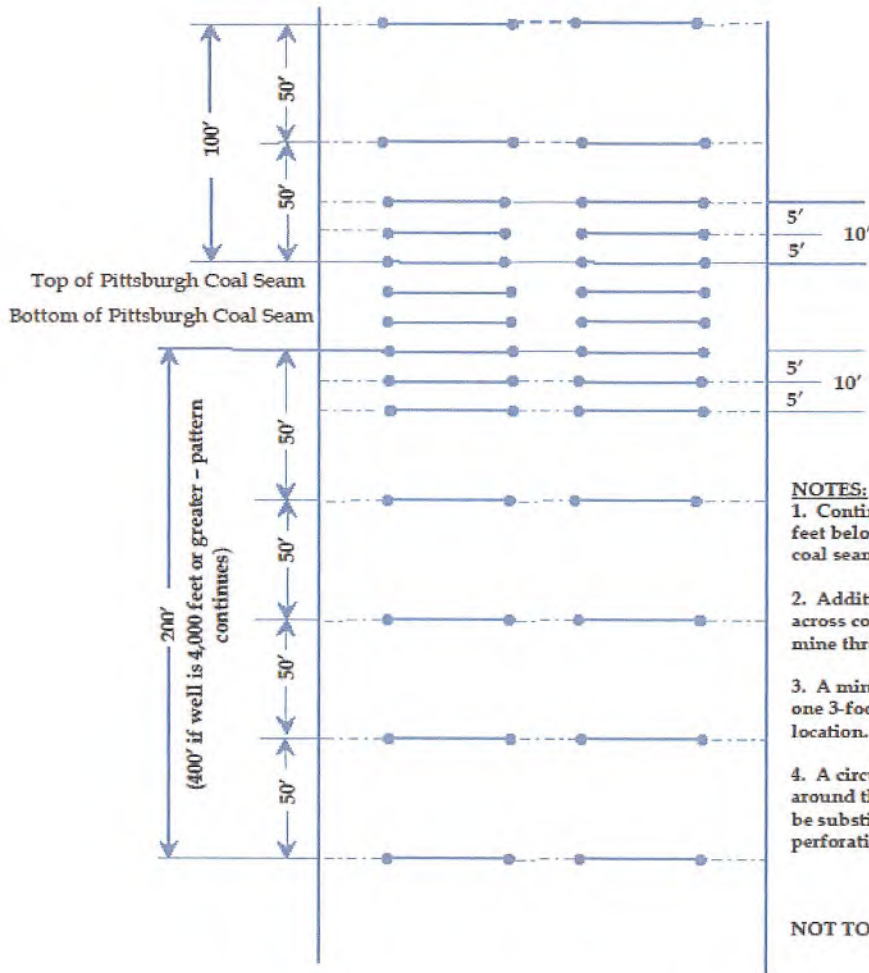 50'
100'
50'
5'
10'
5'
Top of Pittsburgh Coal Seam
Bottom of Pittsburgh Coal Seam
5'
10'
5'
50'
50'
200'
(400' if well is 4,000 feet or greater – pattern
continues)
50'
50'
NOTES:
1.
feet
coal
2.
across
mine
3. A
one
location.
4. A
around
be
NOT TO